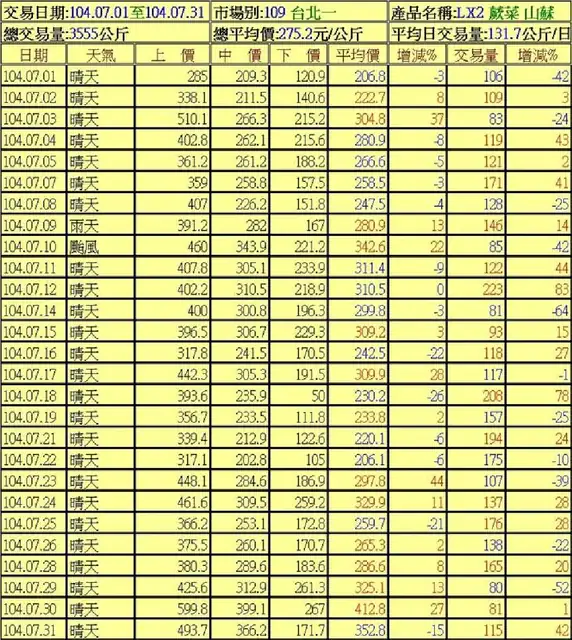 交易日期:104.07.01至104.07.31 市場別:109 台北一 產品名稱:LX2 蕨菜 山蘇
總交易量:3555公斤 總平均價:275.2元/公斤 平均日交易量:131.7公斤/日
日期 天氣 上 價 中 價 下 價 平均價 增減% 交易量 增減%
104.07.01 晴天 285 209.3 120.9 206.8 -3 106 -42
104.07.02 晴天 338.1 211.5 140.6 222.7 8 109 3
104.07.03 晴天 510.1 266.3 215.2 304.8 37 83 -24
104.07.04 晴天 402.8 262.1 215.6 280.9 -8 119 43
104.07.05 晴天 361.2 261.2 188.2 266.6 -5 121 2
104.07.07 晴天 359 258.8 157.5 258.5 -3 171 41
104.07.08 晴天 407 226.2 151.8 247.5 -4 128 -25
104.07.09 雨天 391.2 282 167 280.9 13 146 14
104.07.10 颱風 460 343.9 221.2 342.6 22 85 -42
104.07.11 晴天 407.8 305.1 233.9 311.4 -9 122 44
104.07.12 晴天 402.2 310.5 218.9 310.5 0 223 83
104.07.14 晴天 400 300.8 196.3 299.8 -3 81 -64
104.07.15 晴天 396.5 306.7 229.3 309.2 3 93 15
104.07.16 晴天 317.8 241.5 170.5 242.5 -22 118 27
104.07.17 晴天 442.3 305.3 191.5 309.9 28 117 -1
104.07.18 晴天 393.6 235.9 50 230.2 -26 208 78
104.07.19 晴天 356.7 233.5 111.8 233.8 2 157 -25
104.07.21 晴天 339.4 212.9 122.6 220.1 -6 194 24
104.07.22 晴天 317.1 202.8 105 206.1 -6 175 -10
104.07.23 晴天 448.1 284.6 186.9 297.8 44 107 -39
104.07.24 晴天 461.6 309.5 259.2 329.9 11 137 28
104.07.25 晴天 366.2 253.1 172.8 259.7 -21 176 28
104.07.26 晴天 375.5 260.1 170.7 265.3 2 138 -22
104.07.28 晴天 380.3 289.6 183.6 286.6 8 165 20
104.07.29 晴天 425.6 312.9 261.3 325.1 13 80 -52
104.07.30 晴天 599.8 399.1 267 412.8 27 81 1
104.07.31 晴天 493.7 366.2 171.7 352.8 -15 115 42